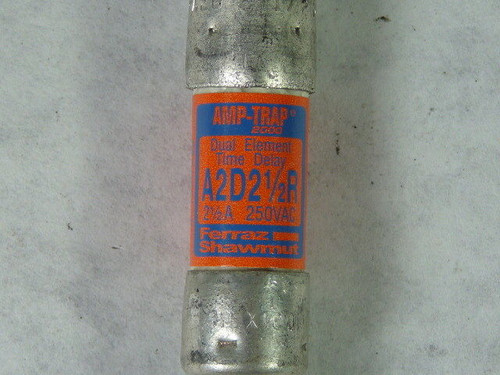 AMP-TRAP®
2000
Dual Element
Time Delay
A2D2½R
2½A 250VAC
Ferraz
Shawmut